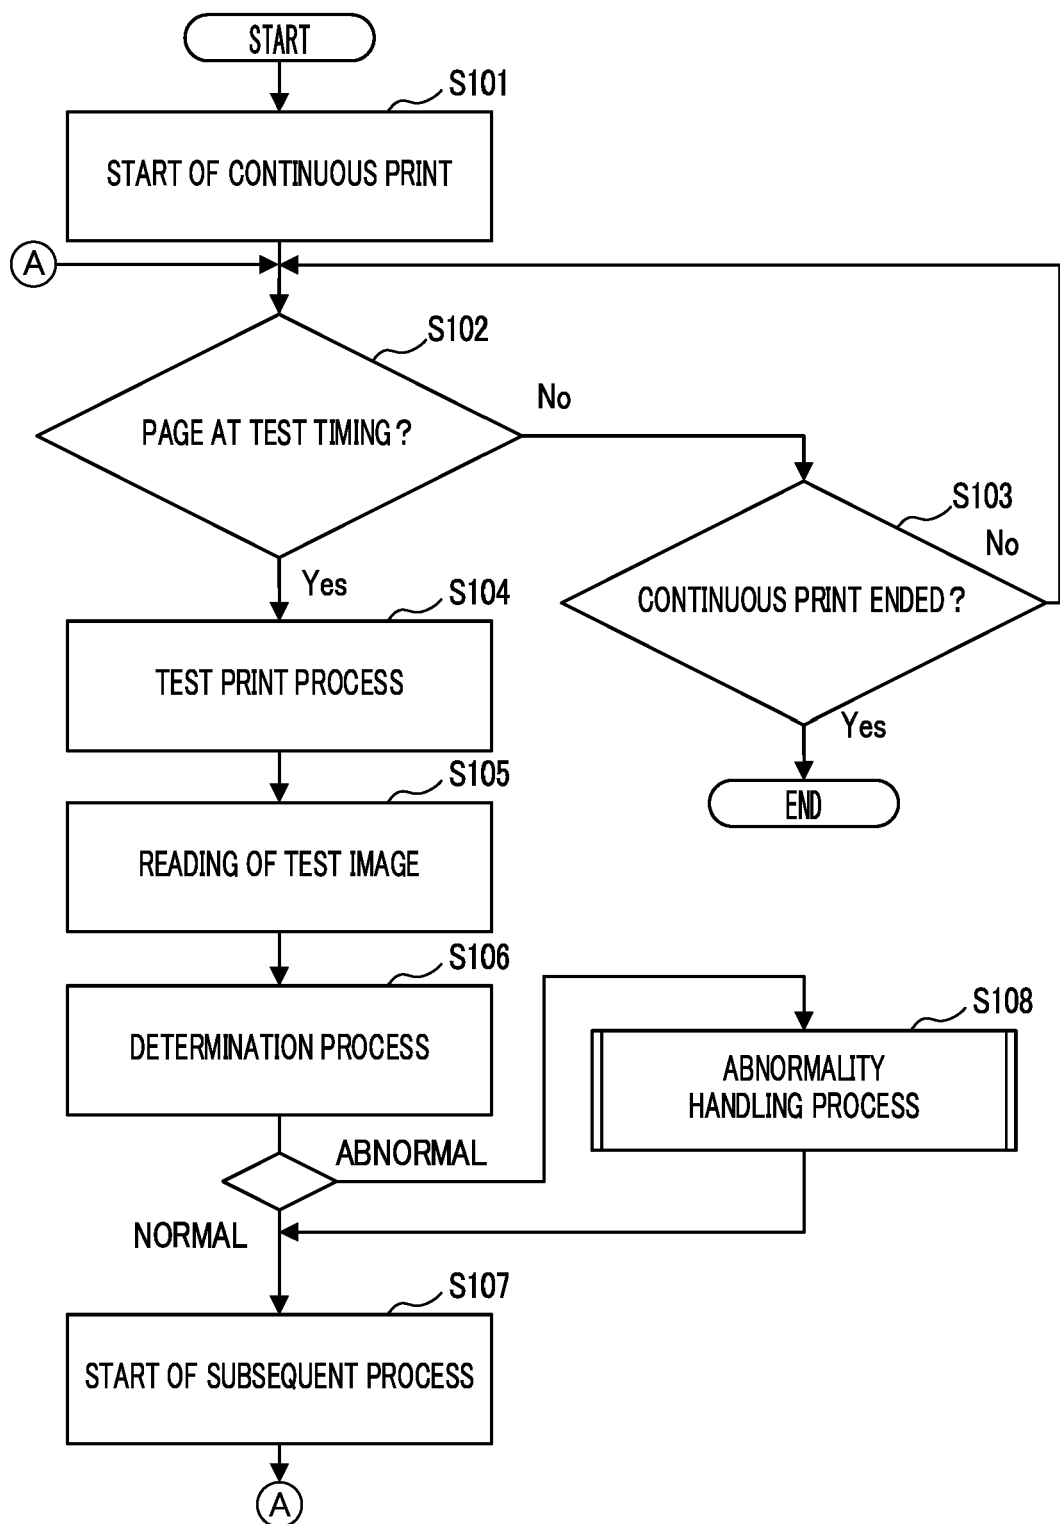 START
S101
START OF CONTINUOUS PRINT
A
S102
PAGE AT TEST TIMING?
No
S103
No
CONTINUOUS PRINT ENDED?
Yes
END
Yes
S104
TEST PRINT PROCESS
S105
READING OF TEST IMAGE
S106
DETERMINATION PROCESS
ABNORMAL
S108
ABNORMALITY
HANDLING PROCESS
NORMAL
S107
START OF SUBSEQUENT PROCESS
A